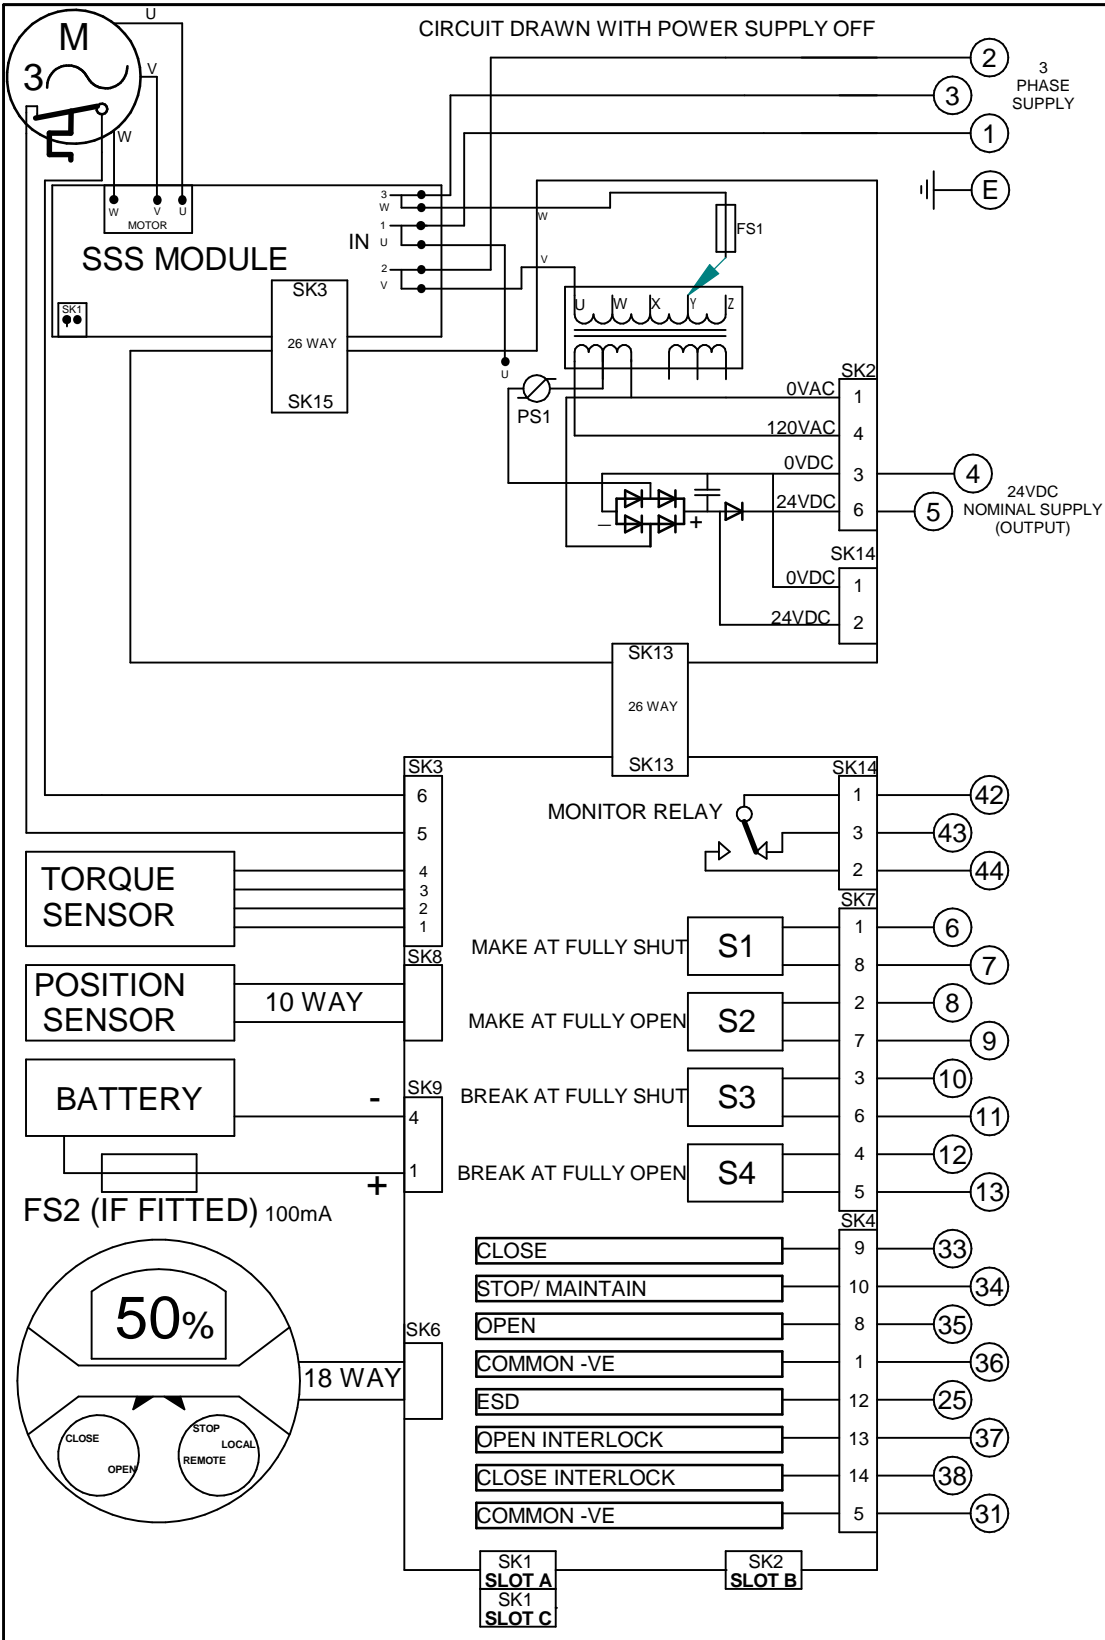 U
CIRCUIT DRAWN WITH POWER SUPPLY OFF
M
3
V
W
2
3
1
E
3
PHASE
SUPPLY
W V U
MOTOR
SSS MODULE
IN
3
W
1
U
2
V
W
V
FS1
SK1
SK3
26 WAY
SK15
U W X Y Z
U
PS1
SK2
0VAC 1
120VAC 4
0VDC 3 4
24VDC 6 5
24VDC
NOMINAL SUPPLY
(OUTPUT)
_ +
SK14
0VDC 1
24VDC 2
SK13
26 WAY
SK13
SK3
6
5
4
3
2
1
TORQUE
SENSOR
SK8
POSITION
SENSOR
10 WAY
BATTERY
-
SK9
4
1
+
FS2 (IF FITTED) 100mA
50%
CLOSE
OPEN
STOP
LOCAL
REMOTE
SK6
18 WAY
SK14
MONITOR RELAY
1 42
3 43
2 44
SK7
MAKE AT FULLY SHUT S1
1 6
8 7
MAKE AT FULLY OPEN S2
2 8
7 9
BREAK AT FULLY SHUT S3
3 10
6 11
BREAK AT FULLY OPEN S4
4 12
5 13
SK4
CLOSE 9 33
STOP/ MAINTAIN 10 34
OPEN 8 35
COMMON -VE 1 36
ESD 12 25
OPEN INTERLOCK 13 37
CLOSE INTERLOCK 14 38
COMMON -VE 5 31
SK1
SLOT A
SK1
SLOT C
SK2
SLOT B